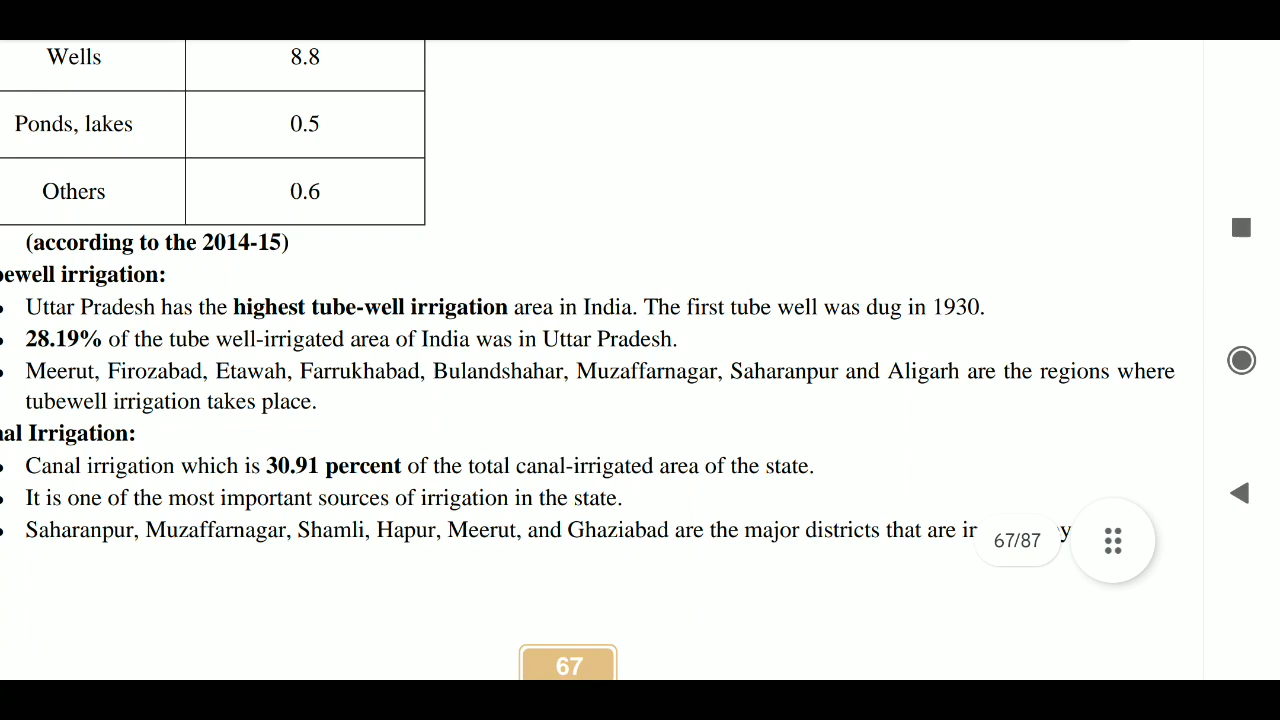 Wells 8.8
Ponds, lakes 0.5
Others 0.6
(according to the 2014-15)
ewell irrigation:
Uttar Pradesh has the highest tube-well irrigation area in India. The first tube well was dug in 1930.
28.19% of the tube well-irrigated area of India was in Uttar Pradesh.
Meerut, Firozabad, Etawah, Farrukhabad, Bulandshahar, Muzaffarnagar, Saharanpur and Aligarh are the regions where
tubewell irrigation takes place.
al Irrigation:
Canal irrigation which is 30.91 percent of the total canal-irrigated area of the state.
It is one of the most important sources of irrigation in the state.
Saharanpur, Muzaffarnagar, Shamli, Hapur, Meerut, and Ghaziabad are the major districts that are ir
67/87
67